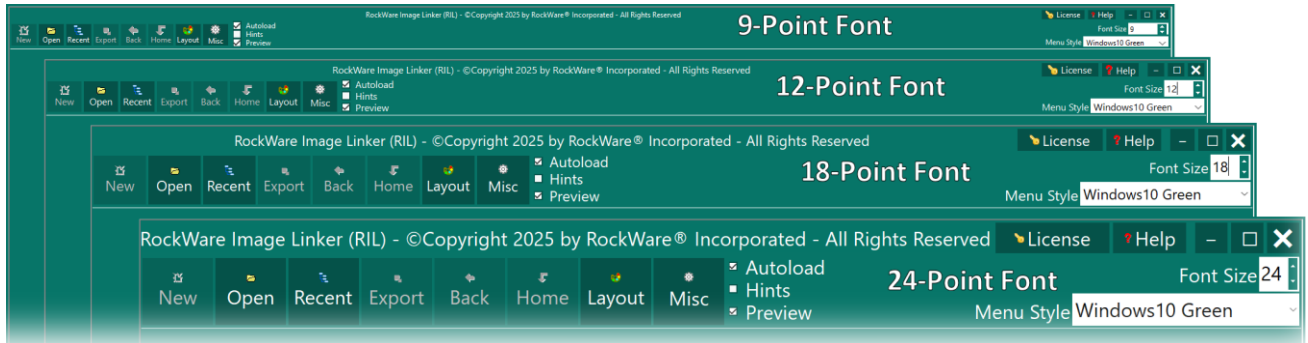 RockWare Image Linker (RIL) - ©Copyright 2025 by RockWare® Incorporated - All Rights Reserved
9-Point Font
License Help
Font Size 9
Menu Style Windows10 Green
New Open Recent Export Back Home Layout Misc
Autoload
Hints
Preview
RockWare Image Linker (RIL) - ©Copyright 2025 by RockWare® Incorporated - All Rights Reserved
12-Point Font
License Help
Font Size 12
Menu Style Windows10 Green
New Open Recent Export Back Home Layout Misc
Autoload
Hints
Preview
RockWare Image Linker (RIL) - ©Copyright 2025 by RockWare® Incorporated - All Rights Reserved
18-Point Font
License ?Help
Font Size 18
Menu Style Windows10 Green
New Open Recent Export Back Home Layout Misc
Autoload
Hints
Preview
RockWare Image Linker (RIL) - ©Copyright 2025 by RockWare® Incorporated - All Rights Reserved
24-Point Font
License ?Help
Font Size 24
Menu Style Windows10 Green
New Open Recent Export Back Home Layout Misc
Autoload
Hints
Preview